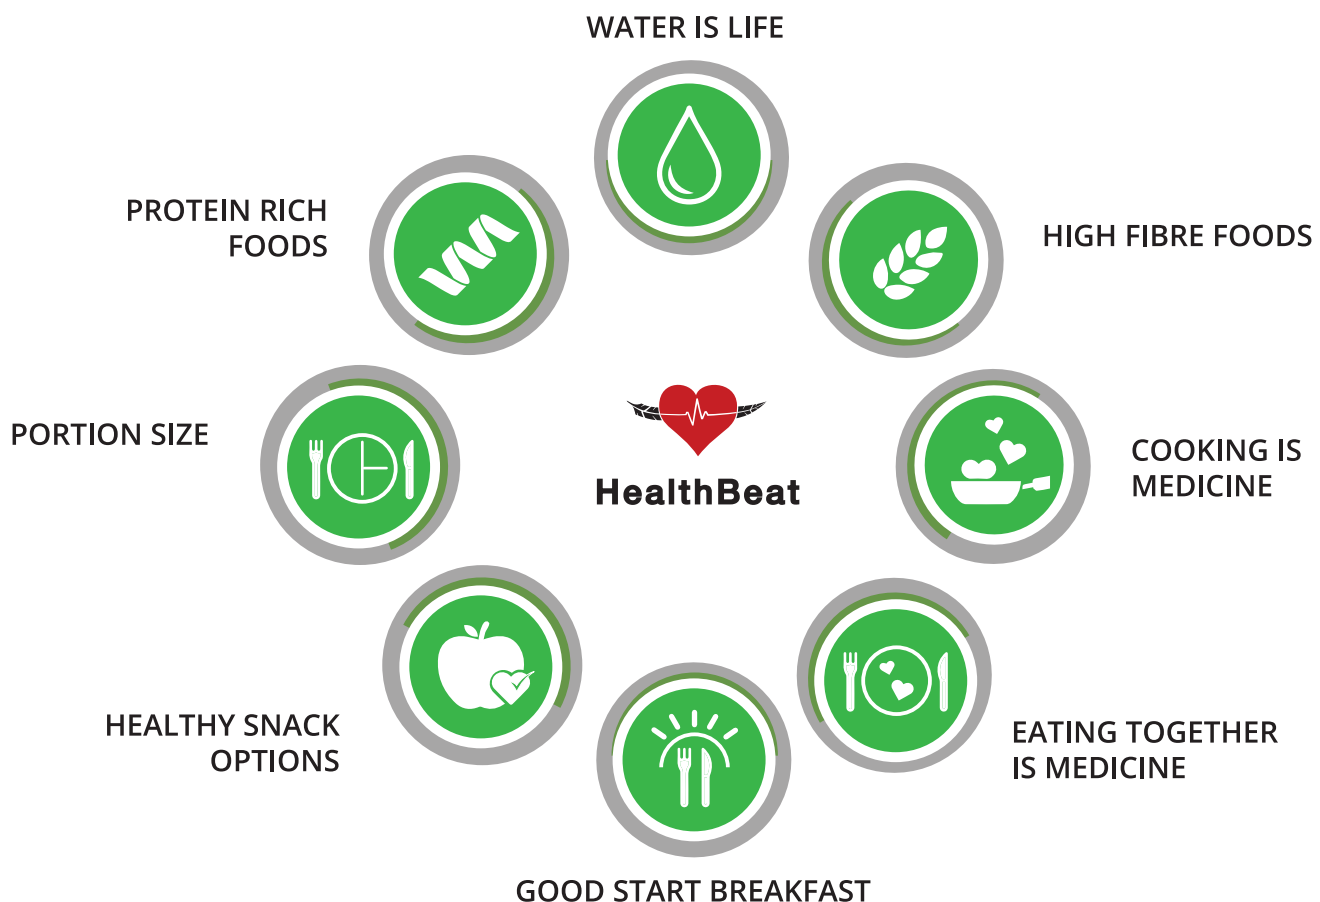 WATER IS LIFE
HIGH FIBRE FOODS
COOKING IS
MEDICINE
EATING TOGETHER
IS MEDICINE
GOOD START BREAKFAST
HEALTHY SNACK
OPTIONS
PORTION SIZE
PROTEIN RICH
FOODS
HealthBeat